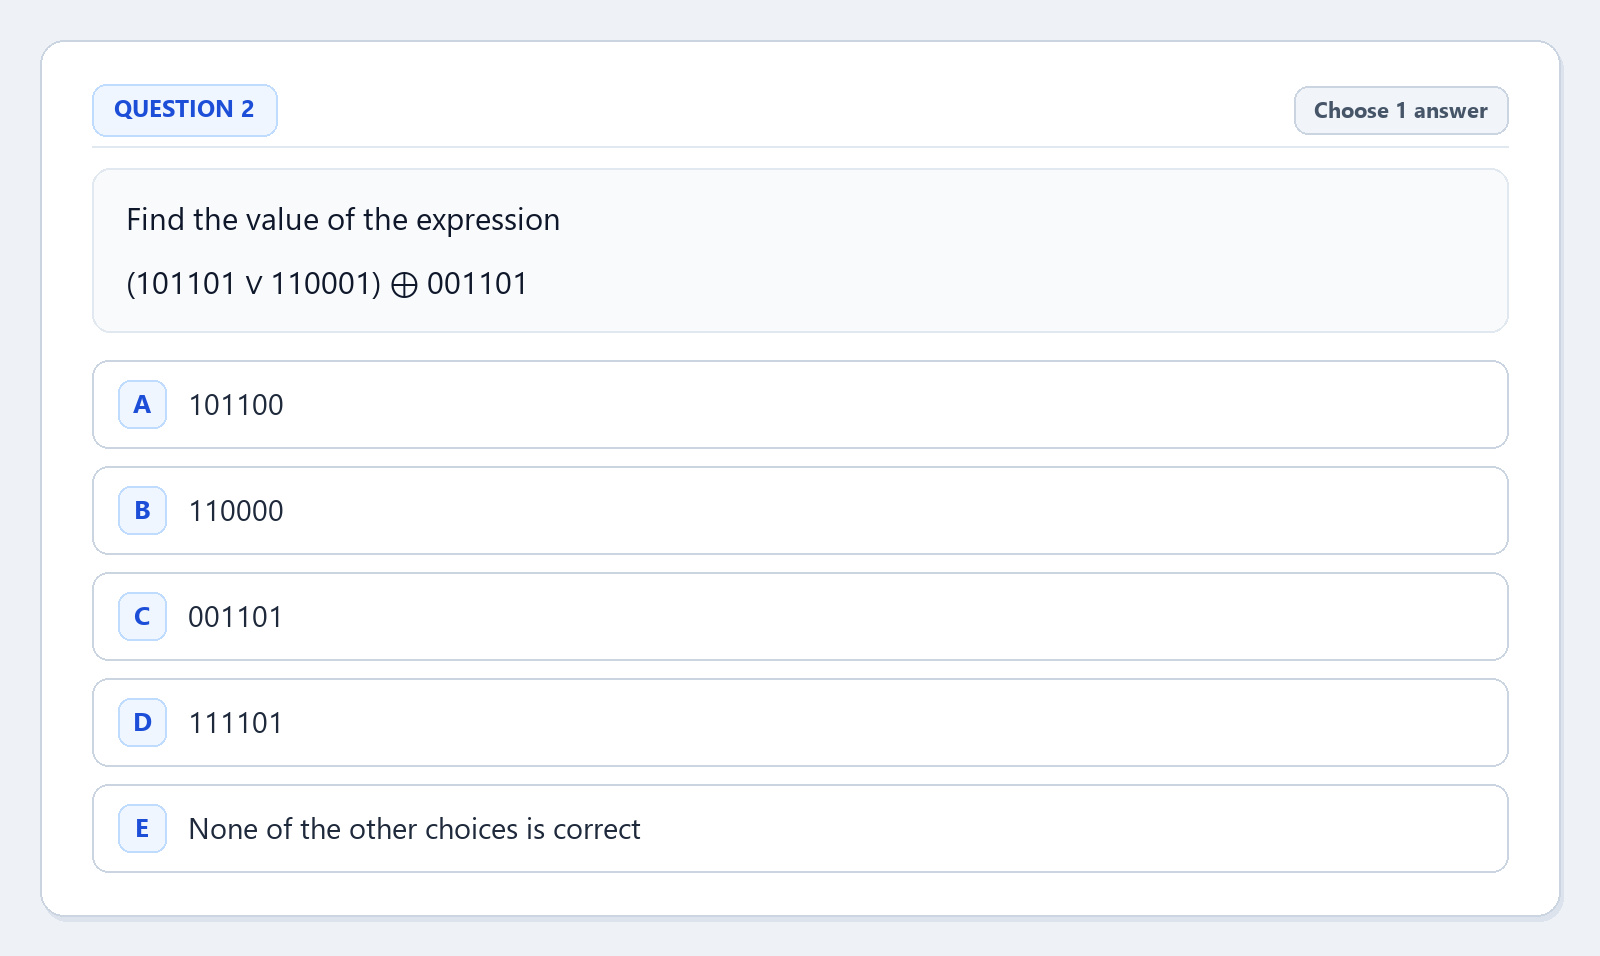 QUESTION 2
Choose 1 answer
Find the value of the expression
(101101 ∨ 110001) ⊕ 001101
A 101100
B 110000
C 001101
D 111101
E None of the other choices is correct